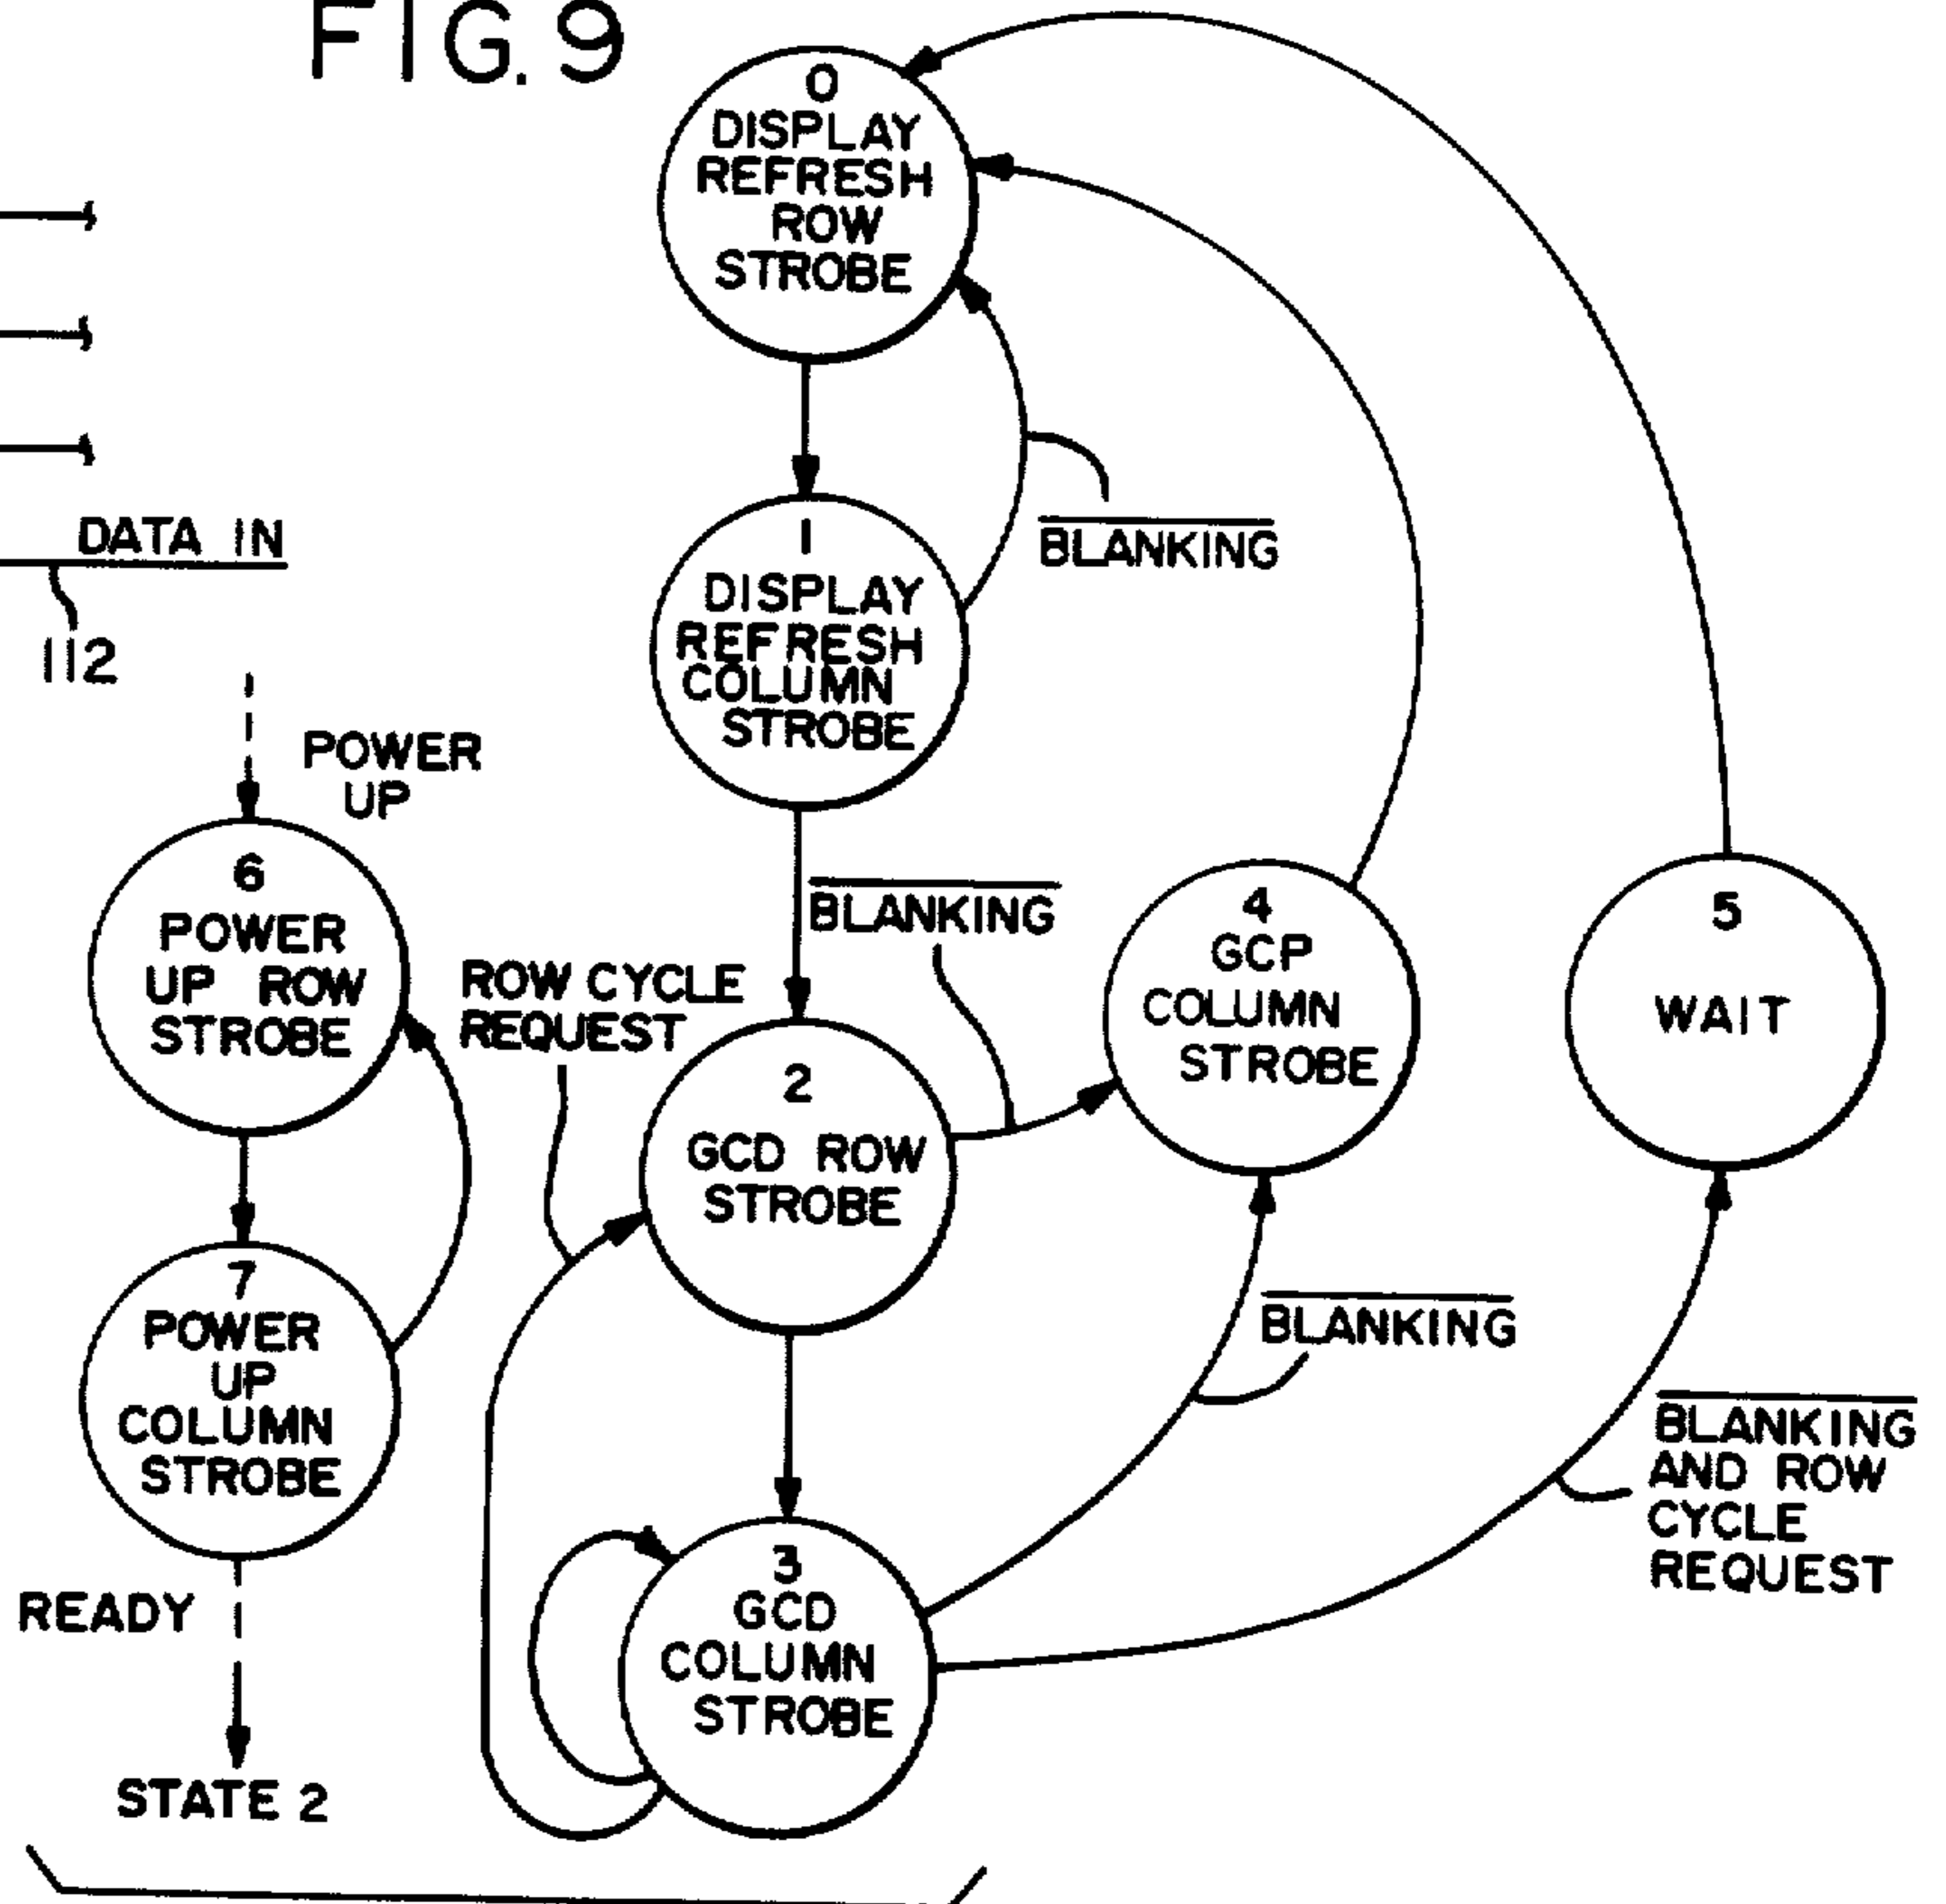 FIG. 9
0
DISPLAY
REFRESH
ROW
STROBE
BLANKING
1
DISPLAY
REFRESH
COLUMN
STROBE
DATA IN
112
POWER
UP
6
POWER
UP ROW
STROBE
BLANKING
ROW CYCLE
REQUEST
2
GCD ROW
STROBE
4
GCP
COLUMN
STROBE
5
WAIT
7
POWER
UP
COLUMN
STROBE
BLANKING
BLANKING
AND ROW
CYCLE
REQUEST
3
GCD
COLUMN
STROBE
READY
STATE 2